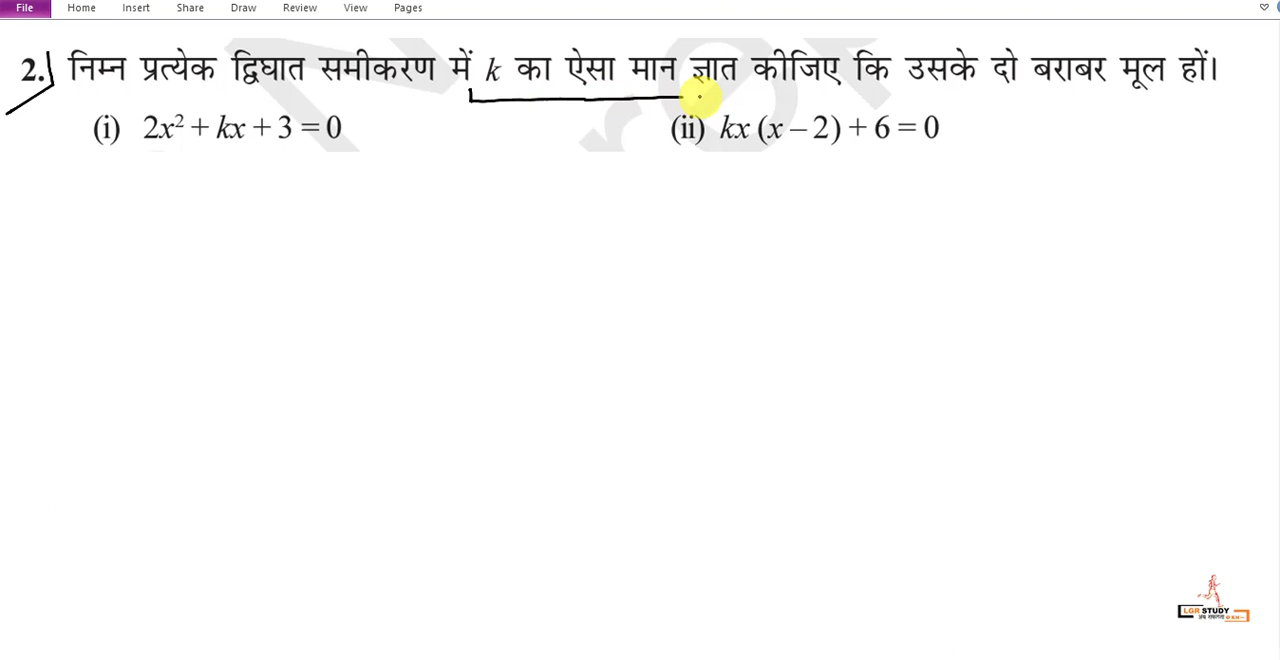 File Home Insert Share Draw Review View Pages
2. निम्न प्रत्येक द्विघात समीकरण में k का ऐसा मान ज्ञात कीजिए कि उसके दो बराबर मूल हों।
(i) 2x² + kx + 3 = 0 (ii) kx (x – 2) + 6 = 0
LGR STUDY